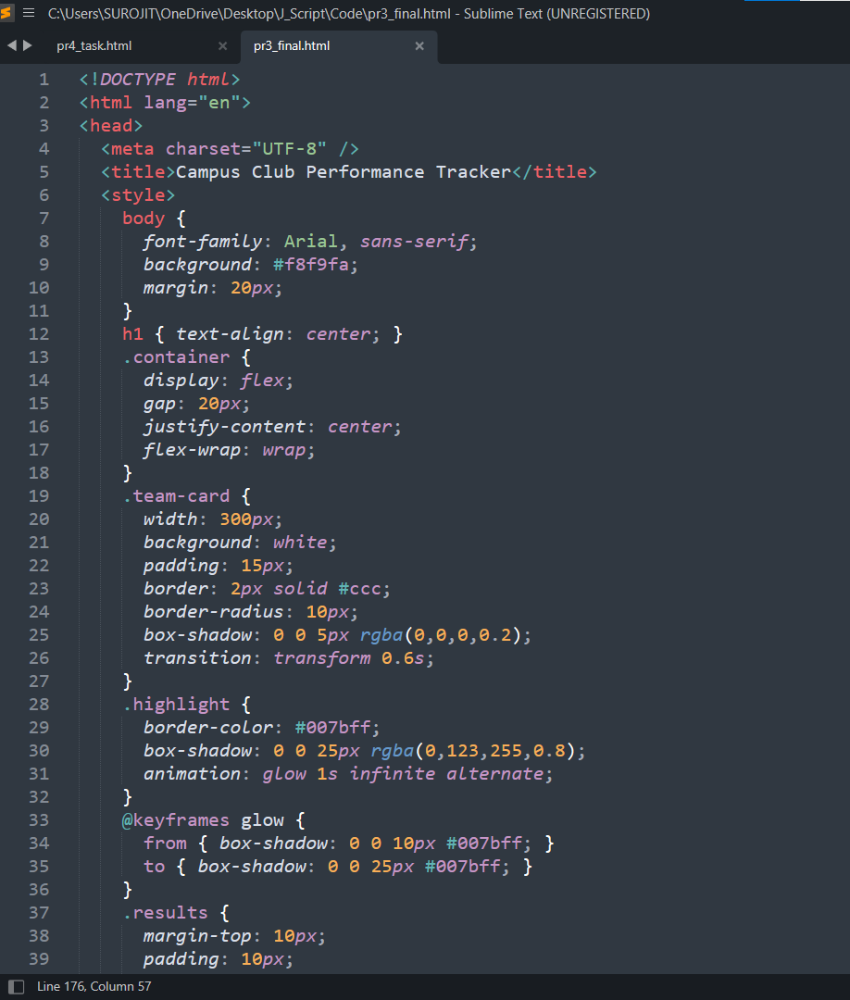 C:\Users\SUROJIT\OneDrive\Desktop\J_Script\Code\pr3_final.html - Sublime Text (UNREGISTERED)
pr4_task.html × pr3_final.html ×
1 <!DOCTYPE html>
2 <html lang="en">
3 <head>
4 <meta charset="UTF-8" />
5 <title>Campus Club Performance Tracker</title>
6 <style>
7 body {
8 font-family: Arial, sans-serif;
9 background: #f8f9fa;
10 margin: 20px;
11 }
12 h1 { text-align: center; }
13 .container {
14 display: flex;
15 gap: 20px;
16 justify-content: center;
17 flex-wrap: wrap;
18 }
19 .team-card {
20 width: 300px;
21 background: white;
22 padding: 15px;
23 border: 2px solid #ccc;
24 border-radius: 10px;
25 box-shadow: 0 0 5px rgba(0,0,0,0.2);
26 transition: transform 0.6s;
27 }
28 .highlight {
29 border-color: #007bff;
30 box-shadow: 0 0 25px rgba(0,123,255,0.8);
31 animation: glow 1s infinite alternate;
32 }
33 @keyframes glow {
34 from { box-shadow: 0 0 10px #007bff; }
35 to { box-shadow: 0 0 25px #007bff; }
36 }
37 .results {
38 margin-top: 10px;
39 padding: 10px;
Line 176, Column 57